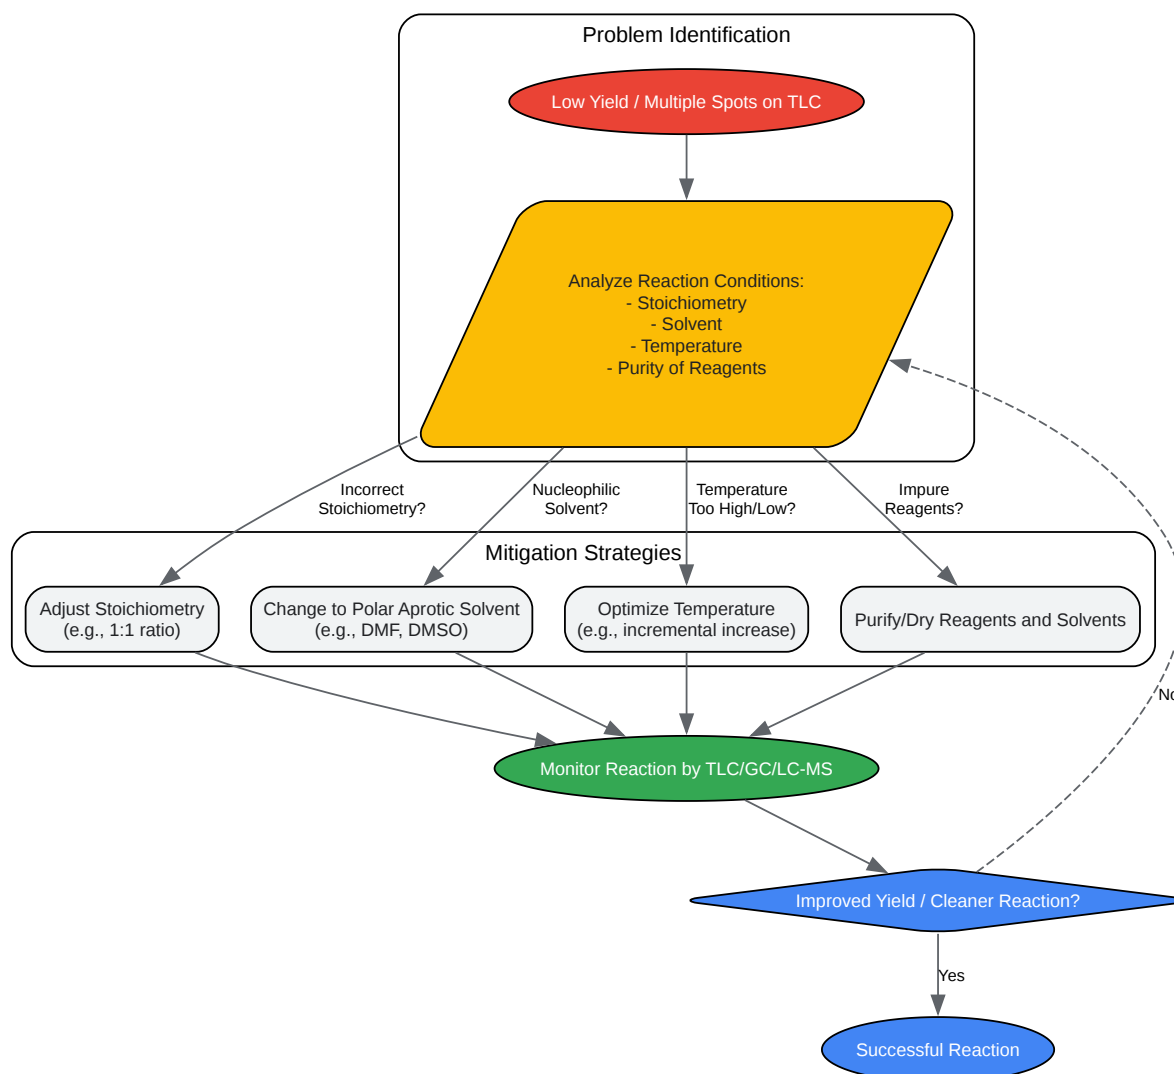 Problem Identification
Low Yield / Multiple Spots on TLC
Analyze Reaction Conditions:
- Stoichiometry
- Solvent
- Temperature
- Purity of Reagents
Incorrect
Stoichiometry?
Nucleophilic
Solvent?
Temperature
Too High/Low?
Impure
Reagents?
Mitigation Strategies
Adjust Stoichiometry
(e.g., 1:1 ratio)
Change to Polar Aprotic Solvent
(e.g., DMF, DMSO)
Optimize Temperature
(e.g., incremental increase)
Purify/Dry Reagents and Solvents
No
Monitor Reaction by TLC/GC/LC-MS
Improved Yield / Cleaner Reaction?
Yes
Successful Reaction